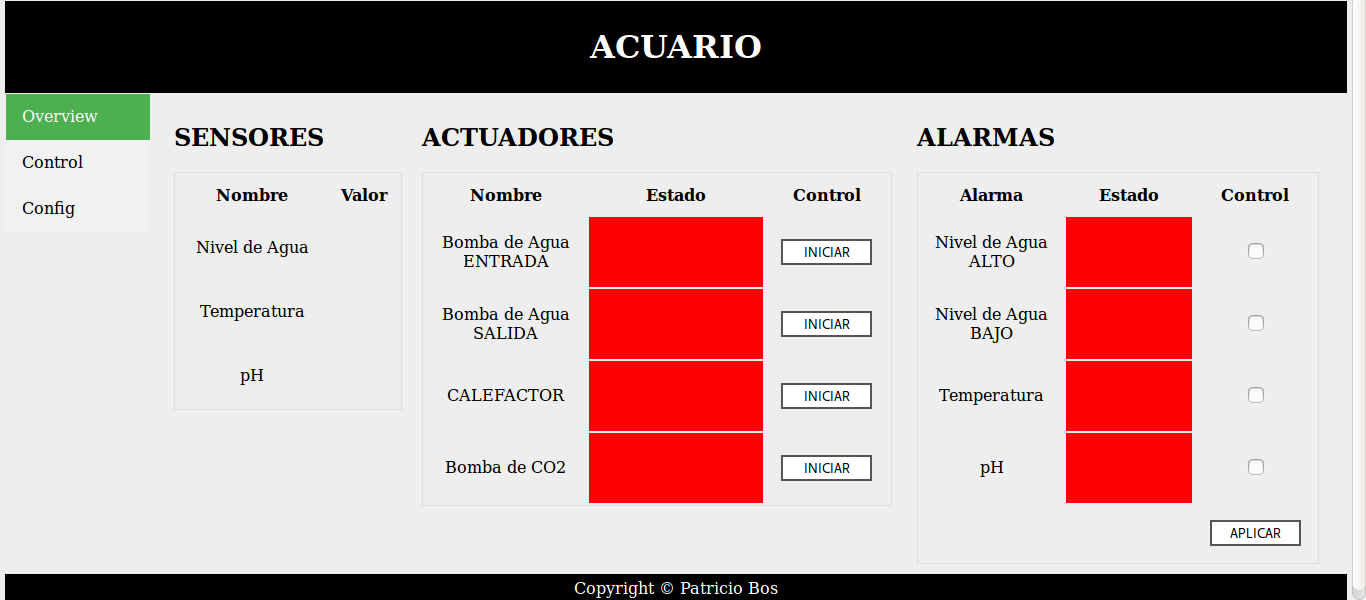 ACUARIO
Overview
Control
Config
SENSORES
Nombre Valor
Nivel de Agua
Temperatura
pH
ACTUADORES
Nombre Estado Control
Bomba de Agua
ENTRADA
INICIAR
Bomba de Agua
SALIDA
INICIAR
CALEFACTOR
INICIAR
Bomba de CO2
INICIAR
ALARMAS
Alarma Estado Control
Nivel de Agua
ALTO
Nivel de Agua
BAJO
Temperatura
pH
APLICAR
Copyright © Patricio Bos